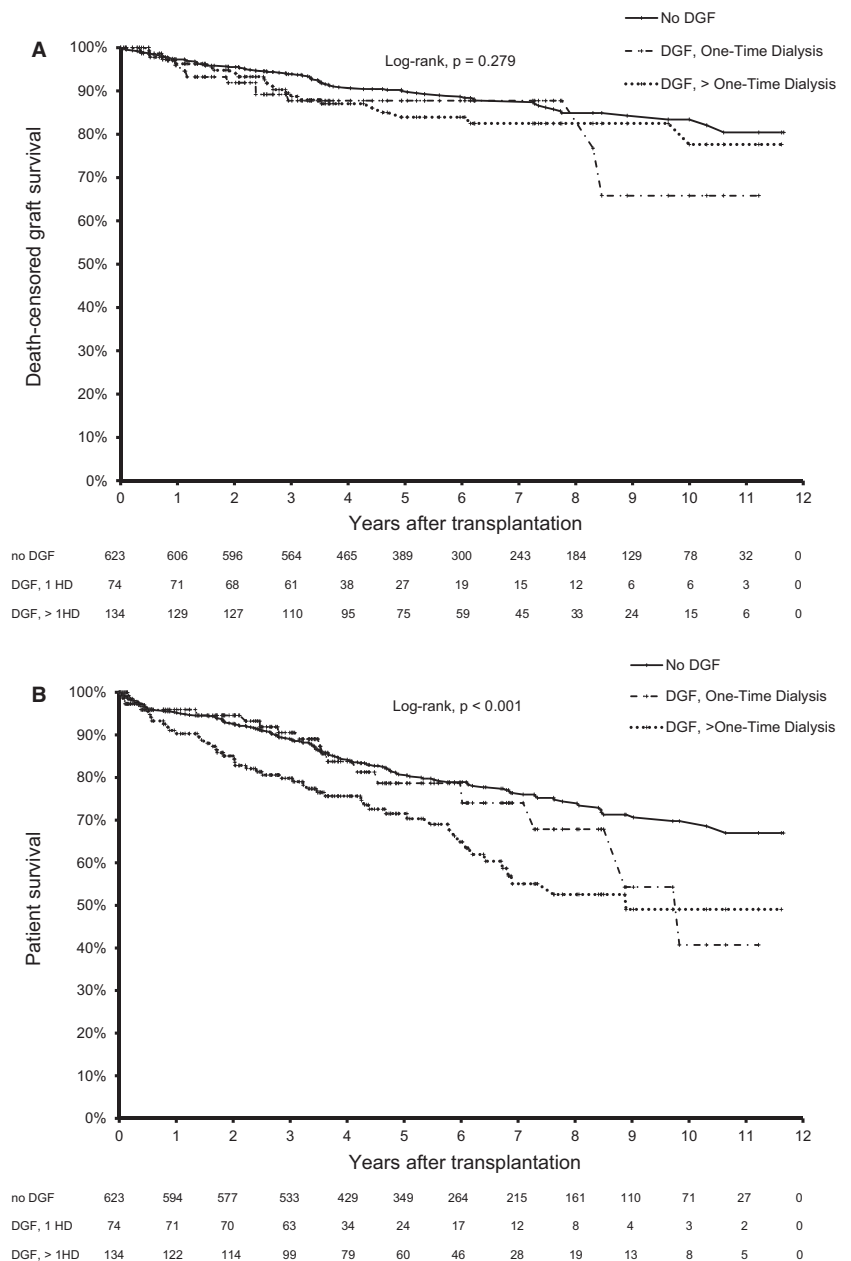 No DGF
A
DGF, One-Time Dialysis
DGF, > One-Time Dialysis
Log-rank, p = 0.279
Death-censored graft survival
100%
90%
80%
70%
60%
50%
40%
30%
20%
10%
0%
0 1 2 3 4 5 6 7 8 9 10 11 12
Years after transplantation
no DGF 623 606 596 564 465 389 300 243 184 129 78 32 0
DGF, 1 HD 74 71 68 61 38 27 19 15 12 6 6 3 0
DGF, > 1HD 134 129 127 110 95 75 59 45 33 24 15 6 0
No DGF
B
DGF, One-Time Dialysis
DGF, >One-Time Dialysis
Log-rank, p < 0.001
Patient survival
100%
90%
80%
70%
60%
50%
40%
30%
20%
10%
0%
0 1 2 3 4 5 6 7 8 9 10 11 12
Years after transplantation
no DGF 623 594 577 533 429 349 264 215 161 110 71 27 0
DGF, 1 HD 74 71 70 63 34 24 17 12 8 4 3 2 0
DGF, > 1HD 134 122 114 99 79 60 46 28 19 13 8 5 0